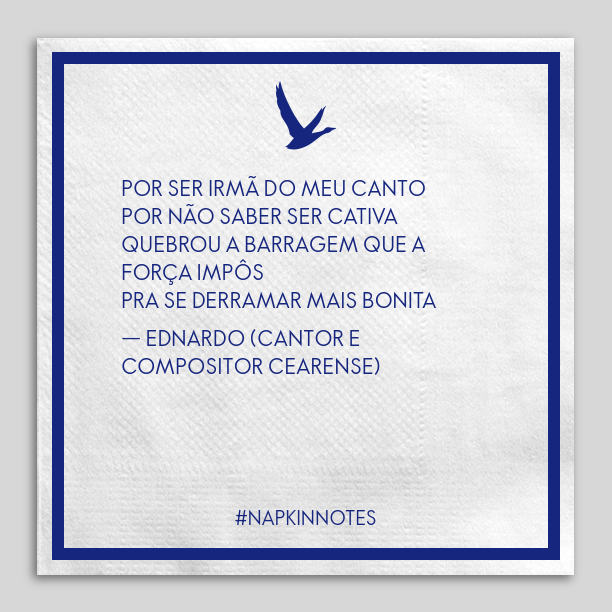 POR SER IRMÃ DO MEU CANTO
POR NÃO SABER SER CATIVA
QUEBROU A BARRAGEM QUE A
FORÇA IMPÔS
PRA SE DERRAMAR MAIS BONITA
— EDNARDO (CANTOR E
COMPOSITOR CEARENSE)
#NAPKINNOTES